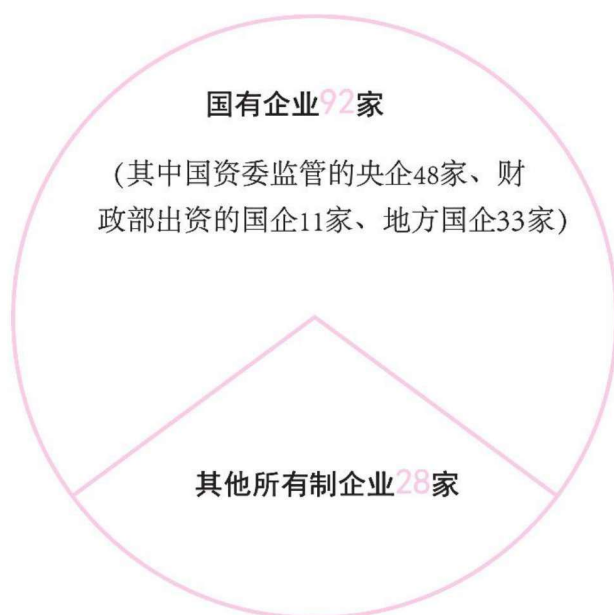 国有企业92家
(其中国资委监管的央企48家、财
政部出资的国企11家、地方国企33家)
其他所有制企业28家